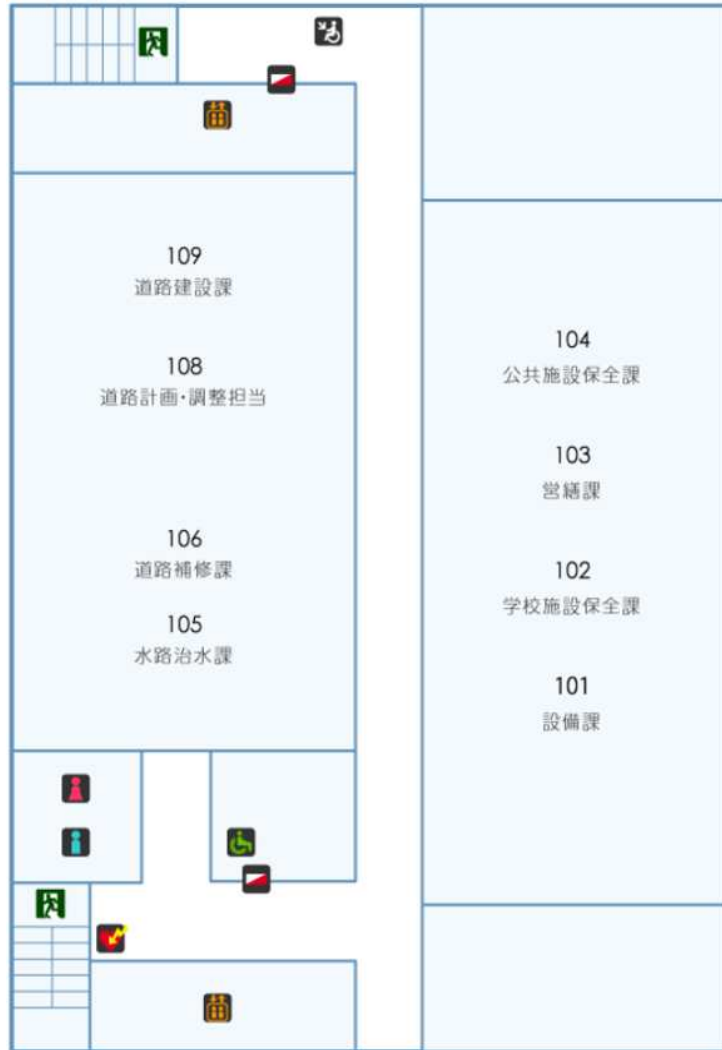 109
道路建設課
108
道路計画・調整担当
106
道路補修課
105
水路治水課
104
公共施設保全課
103
営繕課
102
学校施設保全課
101
設備課